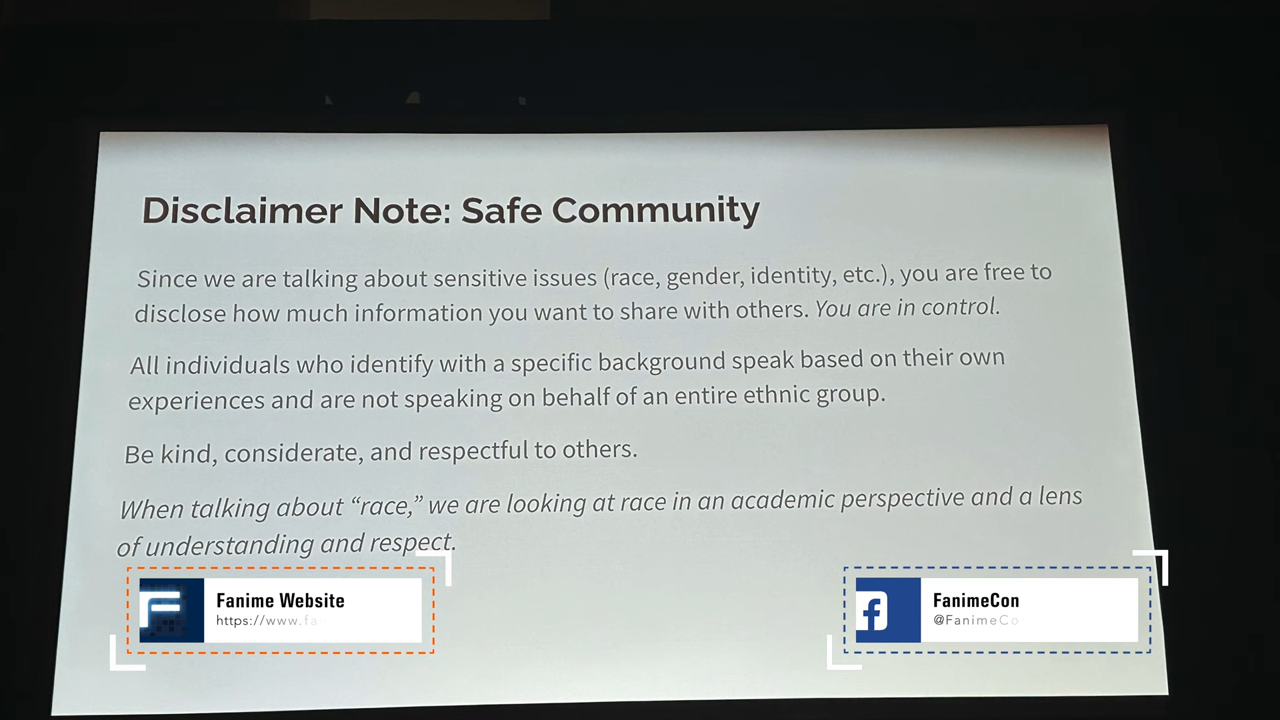 Disclaimer Note: Safe Community
Since we are talking about sensitive issues (race, gender, identity, etc.), you are free to
disclose how much information you want to share with others. You are in control.
All individuals who identify with a specific background speak based on their own
experiences and are not speaking on behalf of an entire ethnic group.
Be kind, considerate, and respectful to others.
When talking about “race,” we are looking at race in an academic perspective and a lens
of understanding and respect.
Fanime Website
https://www.fa
FanimeCon
@FanimeCo